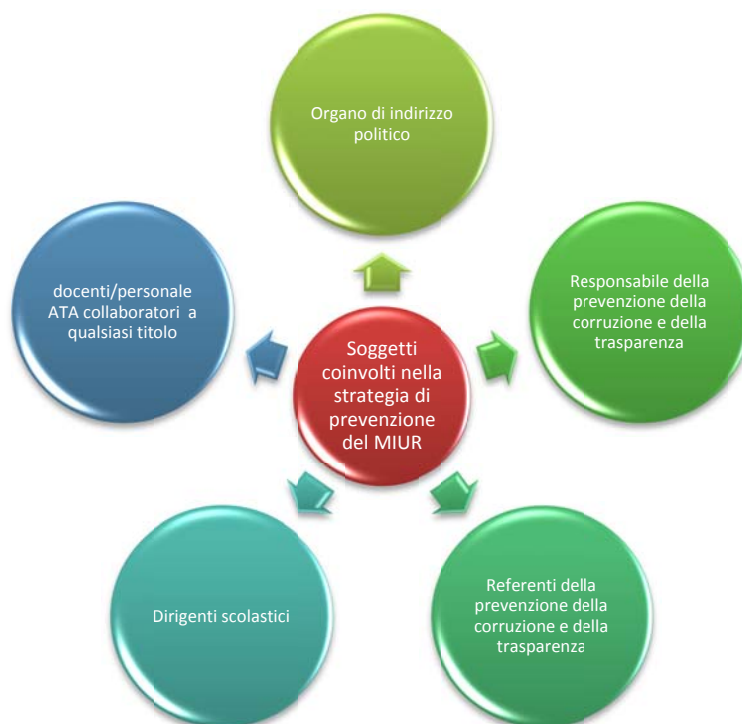 Organo di indirizzo
politico
Responsabile della
prevenzione della
corruzione e della
trasparenza
Referenti della
prevenzione della
corruzione e della
trasparenza
Dirigenti scolastici
docenti/personale
ATA collaboratori a
qualsiasi titolo
Soggetti
coinvolti nella
strategia di
prevenzione
del MIUR